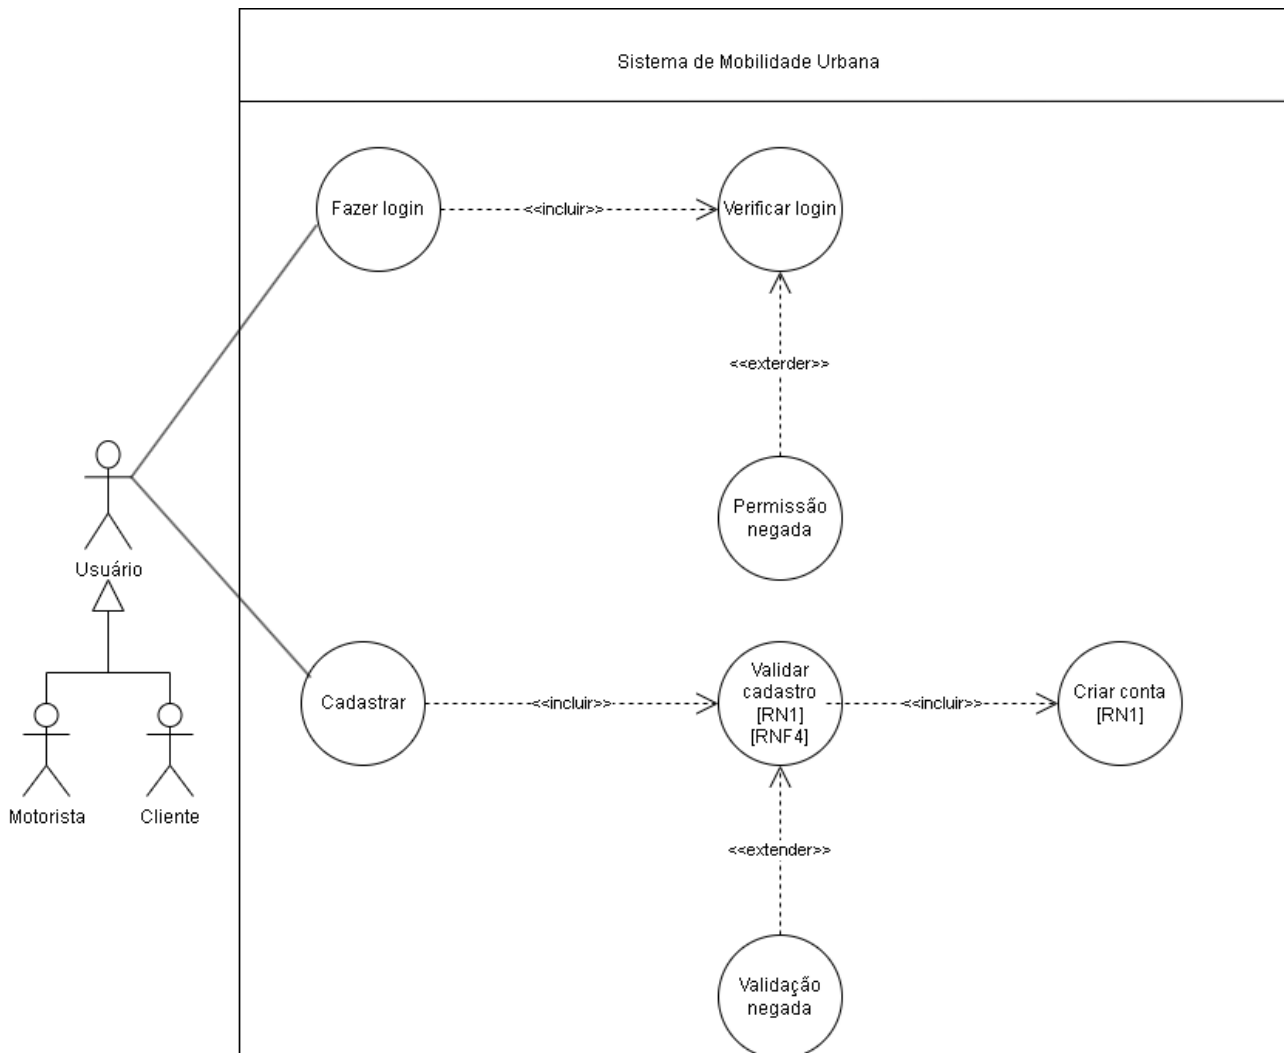 Sistema de Mobilidade Urbana
Fazer login
<<incluir>>
Verificar login
<<exterder>>
Permissão
negada
Usuário
Motorista
Cliente
Cadastrar
<<incluir>>
Validar
cadastro
[RN1]
[RNF4]
<<incluir>>
Criar conta
[RN1]
<<extender>>
Validação
negada